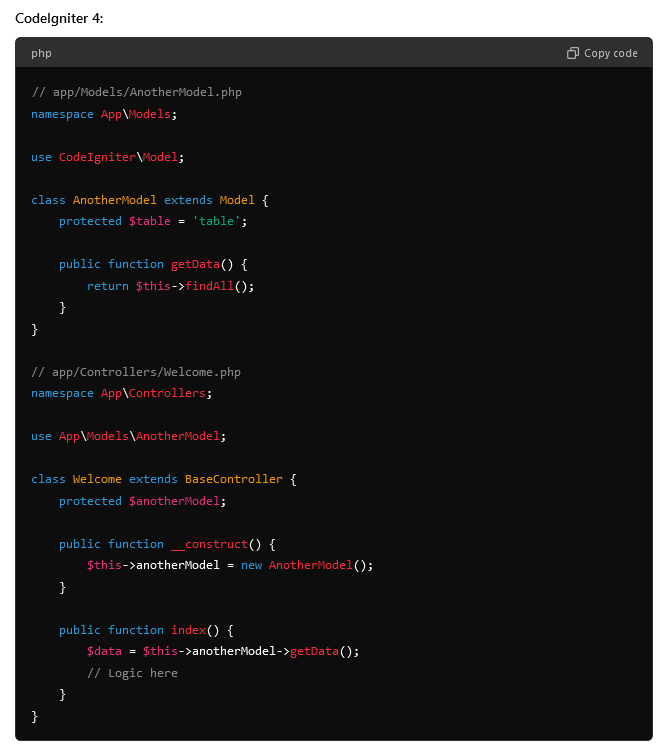 CodeIgniter 4:
php
Copy code
// app/Models/AnotherModel.php
namespace App\Models;
use CodeIgniter\Model;
class AnotherModel extends Model {
    protected $table = 'table';
    public function getData() {
        return $this->findAll();
    }
}
// app/Controllers/Welcome.php
namespace App\Controllers;
use App\Models\AnotherModel;
class Welcome extends BaseController {
    protected $anotherModel;
    public function __construct() {
        $this->anotherModel = new AnotherModel();
    }
    public function index() {
        $data = $this->anotherModel->getData();
        // Logic here
    }
}